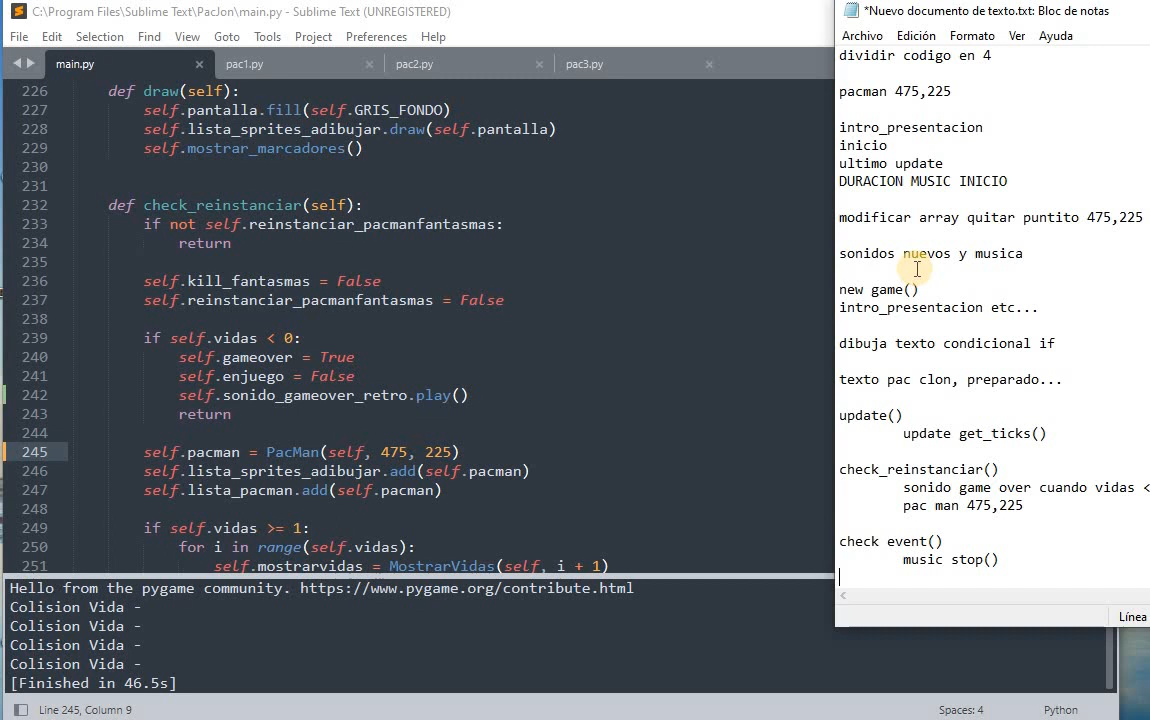 C:\Program Files\Sublime Text\PacJon\main.py - Sublime Text (UNREGISTERED)
File Edit Selection Find View Goto Tools Project Preferences Help
main.py × pac1.py × pac2.py × pac3.py ×
226 def draw(self):
227 self.pantalla.fill(self.GRIS_FONDO)
228 self.lista_sprites_adibujar.draw(self.pantalla)
229 self.mostrar_marcadores()
230
231
232 def check_reinstanciar(self):
233 if not self.reinstanciar_pacmanfantasmas:
234 return
235
236 self.kill_fantasmas = False
237 self.reinstanciar_pacmanfantasmas = False
238
239 if self.vidas < 0:
240 self.gameover = True
241 self.enjuego = False
242 self.sonido_gameover_retro.play()
243 return
244
245 self.pacman = PacMan(self, 475, 225)
246 self.lista_sprites_adibujar.add(self.pacman)
247 self.lista_pacman.add(self.pacman)
248
249 if self.vidas >= 1:
250 for i in range(self.vidas):
251 self.mostrarvidas = MostrarVidas(self, i + 1)
Hello from the pygame community. https://www.pygame.org/contribute.html
Colision Vida -
Colision Vida -
Colision Vida -
Colision Vida -
[Finished in 46.5s]
Line 245, Column 9
Spaces: 4 Python
*Nuevo documento de texto.txt: Bloc de notas
Archivo Edición Formato Ver Ayuda
dividir codigo en 4
pacman 475,225
intro_presentacion
inicio
ultimo update
DURACION MUSIC INICIO
modificar array quitar puntito 475,225
sonidos nuevos y musica
new game()
intro_presentacion etc...
dibuja texto condicional if
texto pac clon, preparado...
update()
update get_ticks()
check_reinstanciar()
sonido game over cuando vidas <
pac man 475,225
check event()
music stop()
Línea